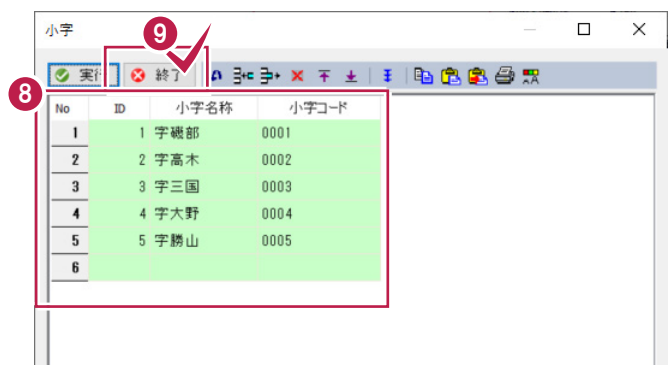 小字
9
実行 終了
8
No ID 小字名称 小字コード
1 1 字磯部 0001
2 2 字高木 0002
3 3 字三国 0003
4 4 字大野 0004
5 5 字勝山 0005
6